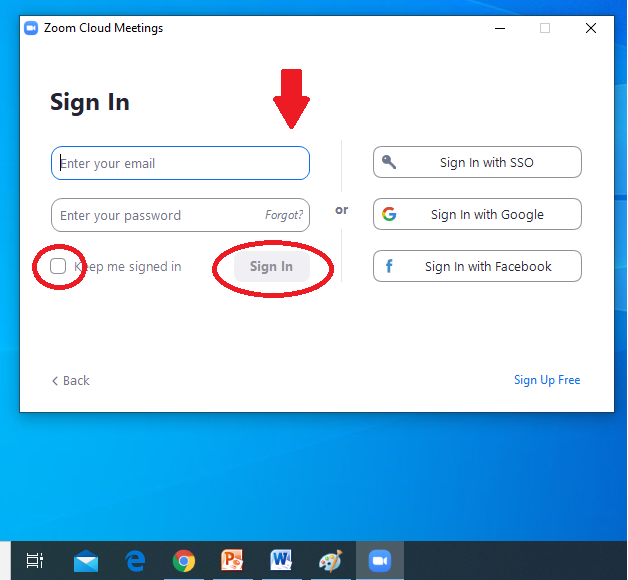 Zoom Cloud Meetings
Sign In
Enter your email
Enter your password
Forgot?
Keep me signed in
Sign In
or
Sign In with SSO
Sign In with Google
Sign In with Facebook
Back
Sign Up Free